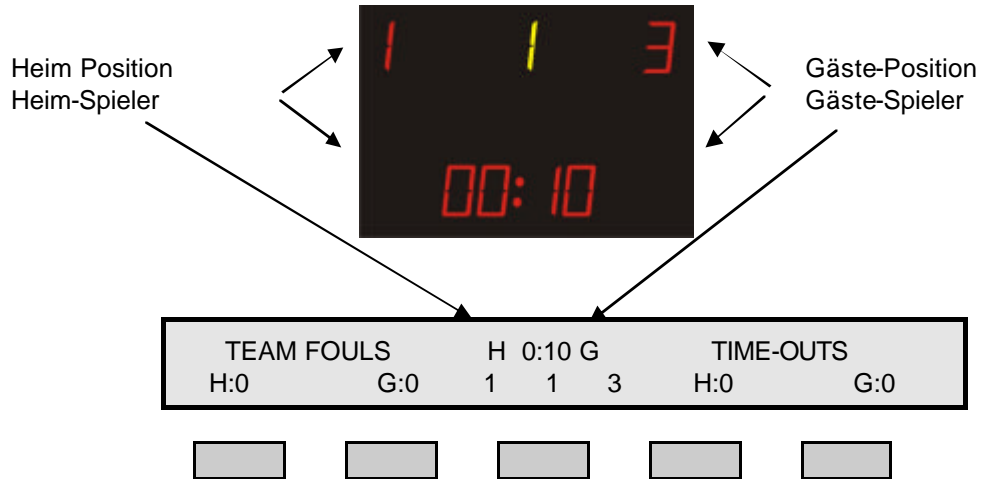 1 1 3
Heim Position
Heim-Spieler
Gäste-Position
Gäste-Spieler
00:10
TEAM FOULS H 0:10 G TIME-OUTS
H:0 G:0 1 1 3 H:0 G:0